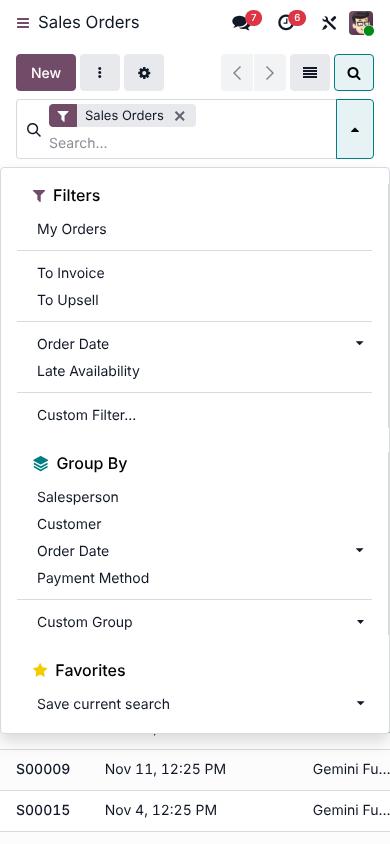 Sales Orders
7
6
New
Sales Orders
Search...
Filters
My Orders
To Invoice
To Upsell
Order Date
Late Availability
Custom Filter...
Group By
Salesperson
Customer
Order Date
Payment Method
Custom Group
Favorites
Save current search
S00009 Nov 11, 12:25 PM Gemini Fu...
S00015 Nov 4, 12:25 PM Gemini Fu...